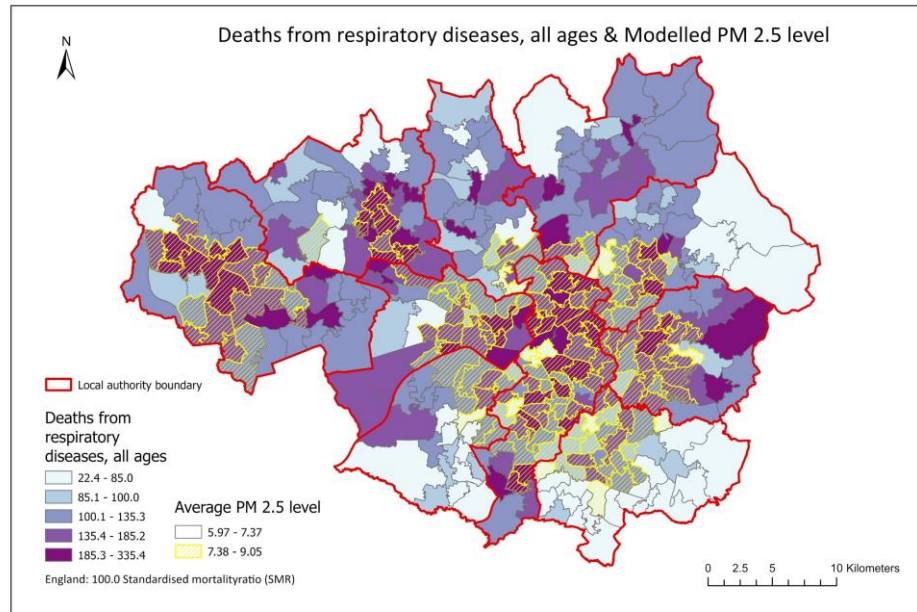 Deaths from respiratory diseases, all ages & Modelled PM 2.5 level
N
Local authority boundary
Deaths from
respiratory
diseases, all ages
22.4 - 85.0
85.1 - 100.0
100.1 - 135.3
135.4 - 185.2
185.3 - 335.4
England: 100.0 Standardised mortalityratio (SMR)
Average PM 2.5 level
5.97 - 7.37
7.38 - 9.05
0 2.5 5 10 Kilometers